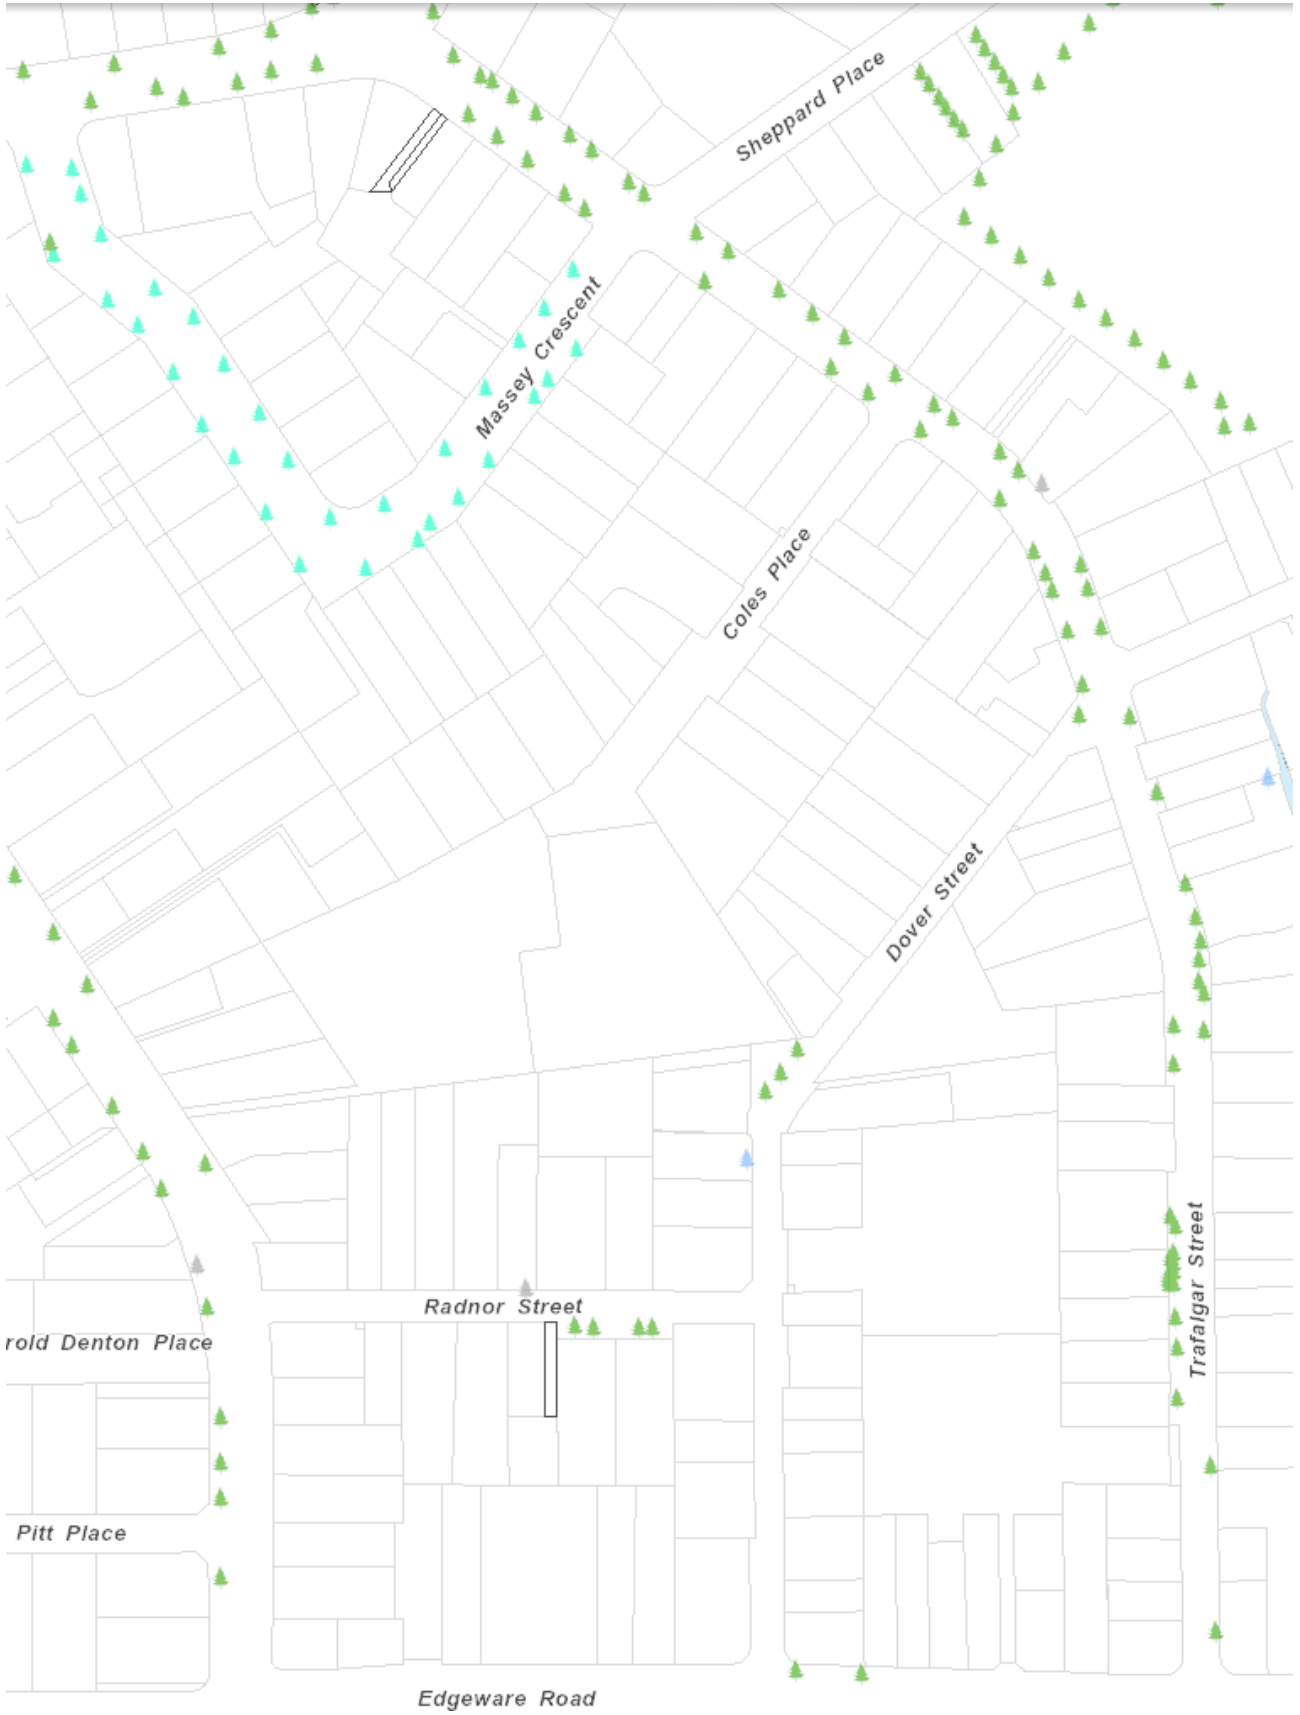 Sheppard Place
Massey Crescent
Coles Place
Dover Street
Trafalgar Street
Radnor Street
rold Denton Place
Pitt Place
Edgeware Road